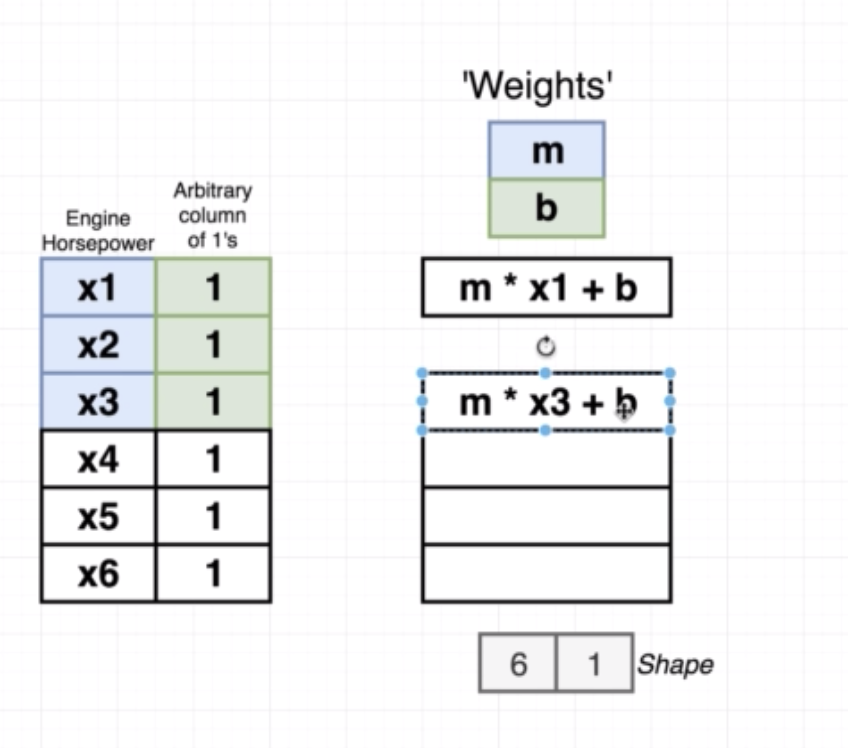 'Weights'
m
b
Engine
Horsepower
Arbitrary
column
of 1's
x1 1
x2 1
x3 1
x4 1
x5 1
x6 1
m * x1 + b
m * x3 + b
6 1 Shape